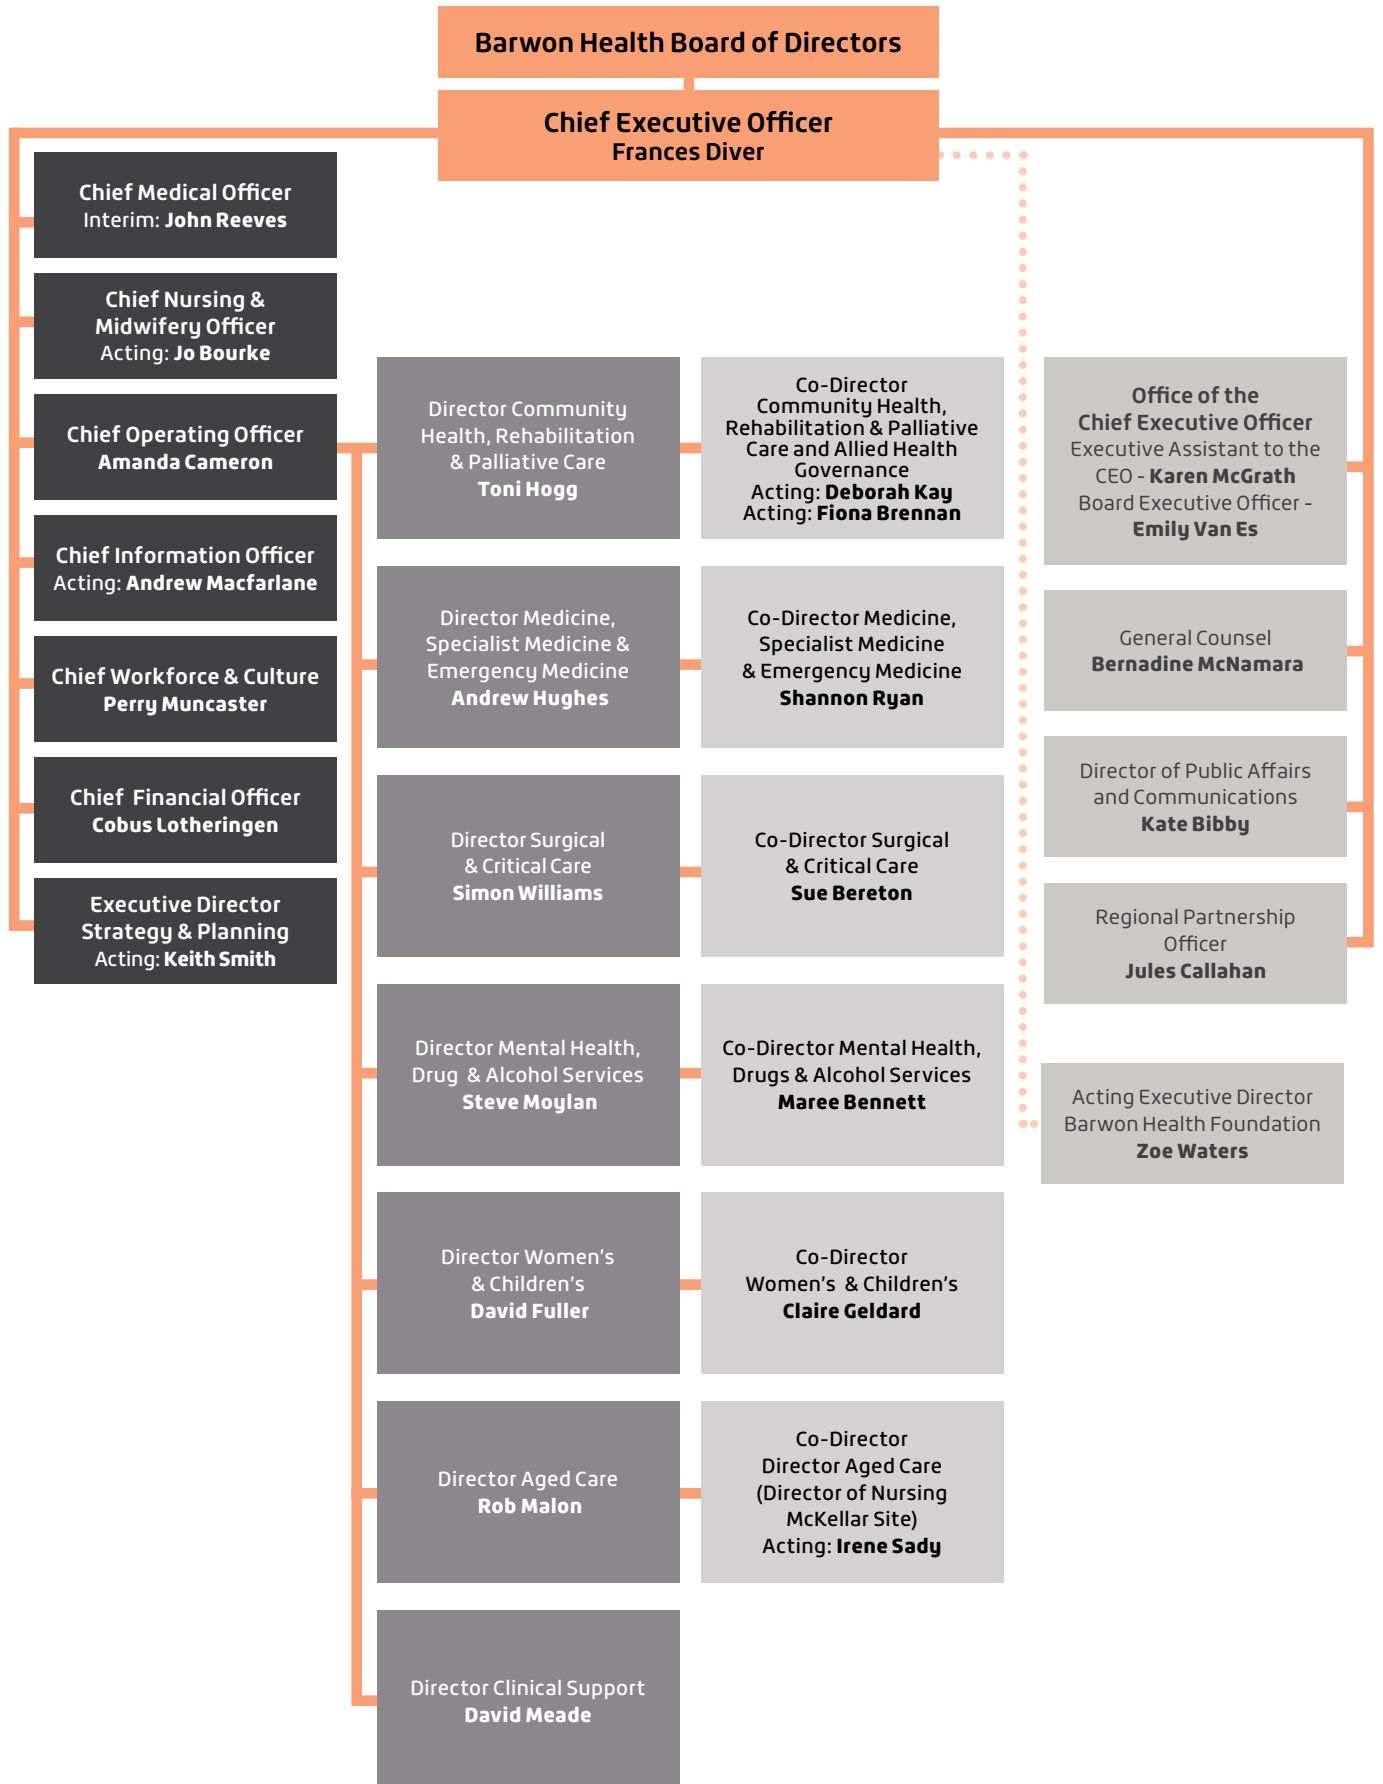 Barwon Health Board of Directors
Chief Executive Officer
Frances Diver
Chief Medical Officer
Interim: John Reeves
Chief Nursing &
Midwifery Officer
Acting: Jo Bourke
Chief Operating Officer
Amanda Cameron
Chief Information Officer
Acting: Andrew Macfarlane
Chief Workforce & Culture
Perry Muncaster
Chief Financial Officer
Cobus Lotheringen
Executive Director
Strategy & Planning
Acting: Keith Smith
Director Community
Health, Rehabilitation
& Palliative Care
Toni Hogg
Co-Director
Community Health,
Rehabilitation & Palliative
Care and Allied Health
Governance
Acting: Deborah Kay
Acting: Fiona Brennan
Director Medicine,
Specialist Medicine &
Emergency Medicine
Andrew Hughes
Co-Director Medicine,
Specialist Medicine
& Emergency Medicine
Shannon Ryan
Director Surgical
& Critical Care
Simon Williams
Co-Director Surgical
& Critical Care
Sue Bereton
Director Mental Health,
Drug & Alcohol Services
Steve Moylan
Co-Director Mental Health,
Drugs & Alcohol Services
Maree Bennett
Director Women's
& Children's
David Fuller
Co-Director
Women's & Children's
Claire Geldard
Director Aged Care
Rob Malon
Co-Director
Director Aged Care
(Director of Nursing
McKellar Site)
Acting: Irene Sady
Director Clinical Support
David Meade
Office of the
Chief Executive Officer
Executive Assistant to the
CEO - Karen McGrath
Board Executive Officer -
Emily Van Es
General Counsel
Bernadine McNamara
Director of Public Affairs
and Communications
Kate Bibby
Regional Partnership
Officer
Jules Callahan
Acting Executive Director
Barwon Health Foundation
Zoe Waters